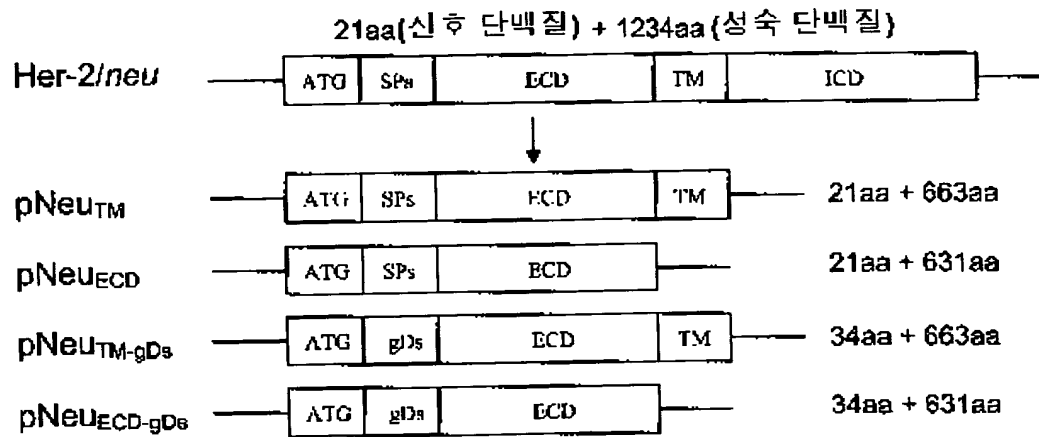 21aa(신호 단백질) + 1234aa(성숙 단백질)
Her-2/neu ATG SPs ECD TM ICD
pNeuTM ATG SPs ECD TM 21aa + 663aa
pNeuECD ATG SPs ECD 21aa + 631aa
pNeuTM-gDs ATG gDs ECD TM 34aa + 663aa
pNeuECD-gDs ATG gDs ECD 34aa + 631aa